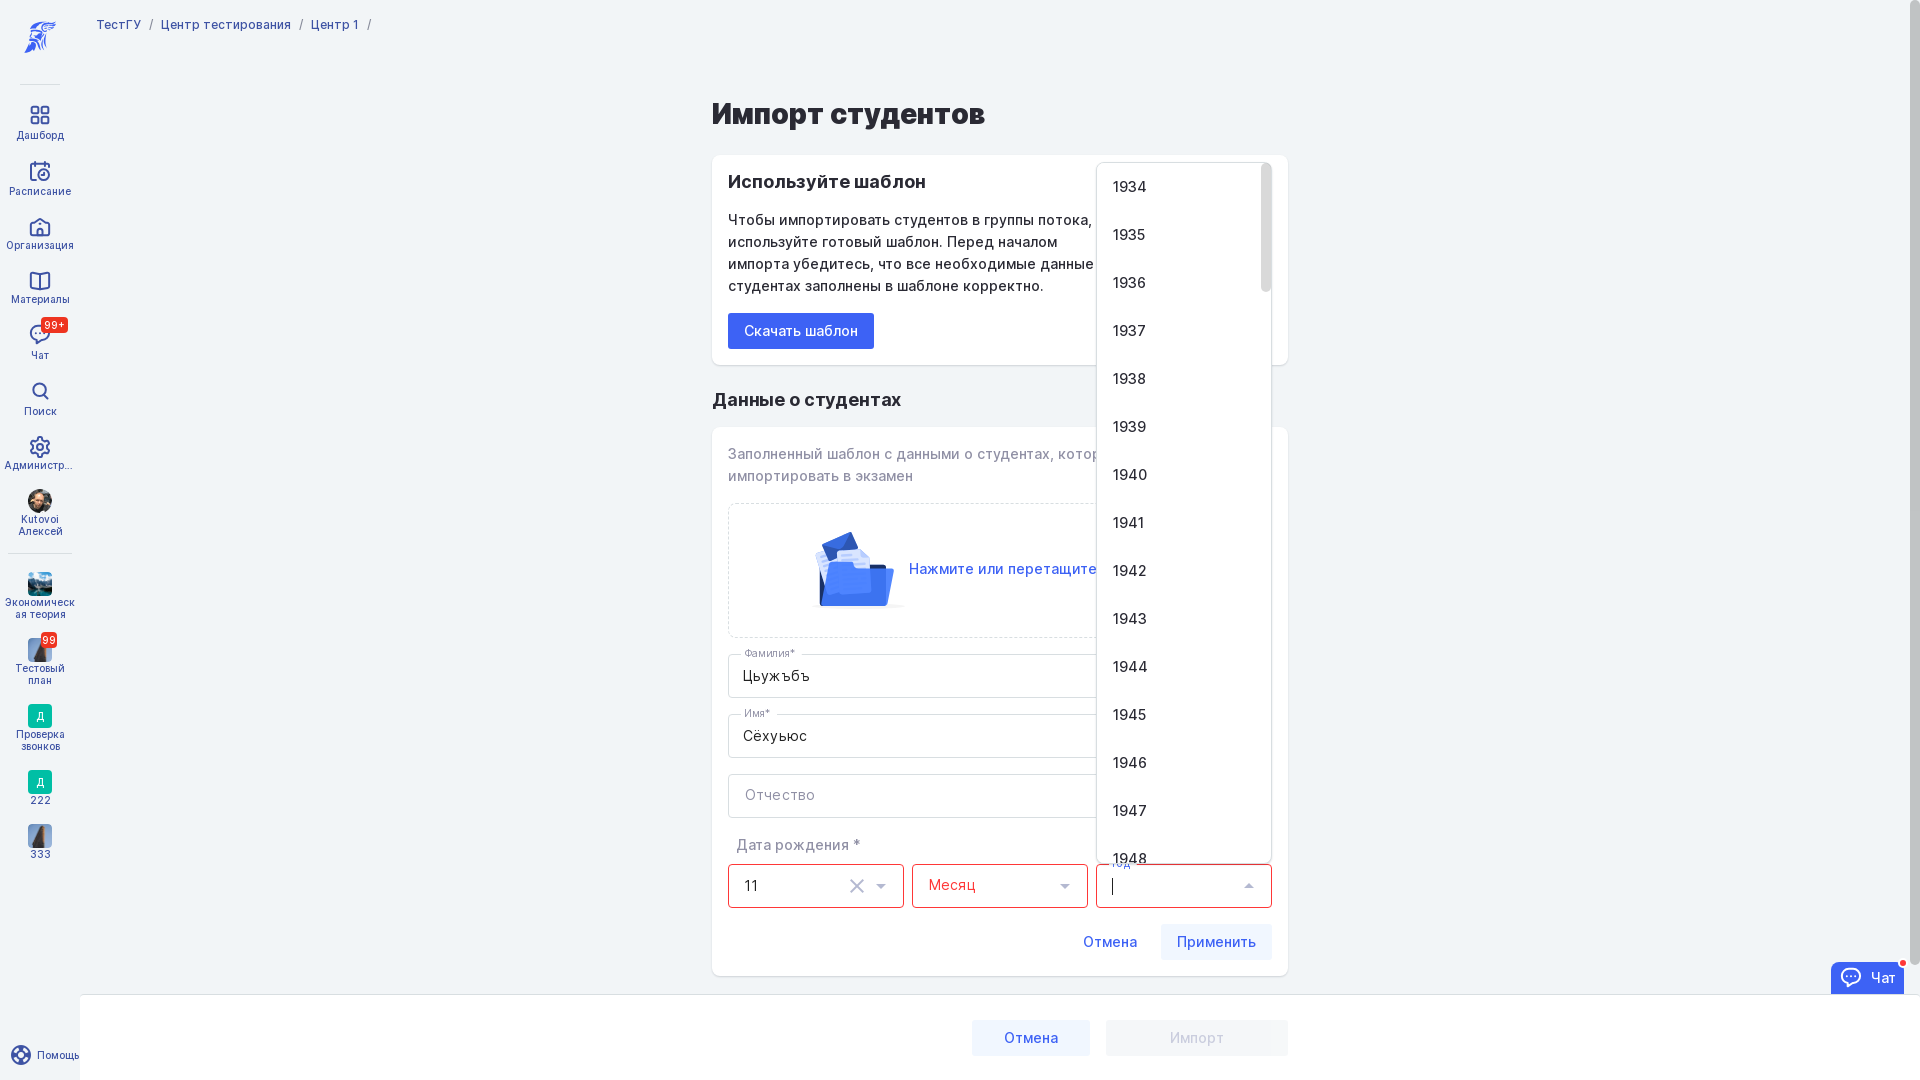 ТестГУ / Центр тестирования / Центр 1 /
Дашборд
Расписание
Организация
Материалы
99+
Чат
Поиск
Администр...
Kutovoi
Алексей
Экономическ
ая теория
99
Тестовый
план
Д
Проверка
звонков
Д
222
333
Помощь
Импорт студентов
Используйте шаблон
Чтобы импортировать студентов в группы потока,
используйте готовый шаблон. Перед началом
импорта убедитесь, что все необходимые данные
студентах заполнены в шаблоне корректно.
Скачать шаблон
Данные о студентах
Заполненный шаблон с данными о студентах, котор
импортировать в экзамен
Нажмите или перетащите
Фамилия*
Цьужъбъ
Имя*
Сёхуьюс
Отчество
Дата рождения *
11
Месяц
Год
1934
1935
1936
1937
1938
1939
1940
1941
1942
1943
1944
1945
1946
1947
1948
Отмена
Применить
Чат
Отмена
Импорт